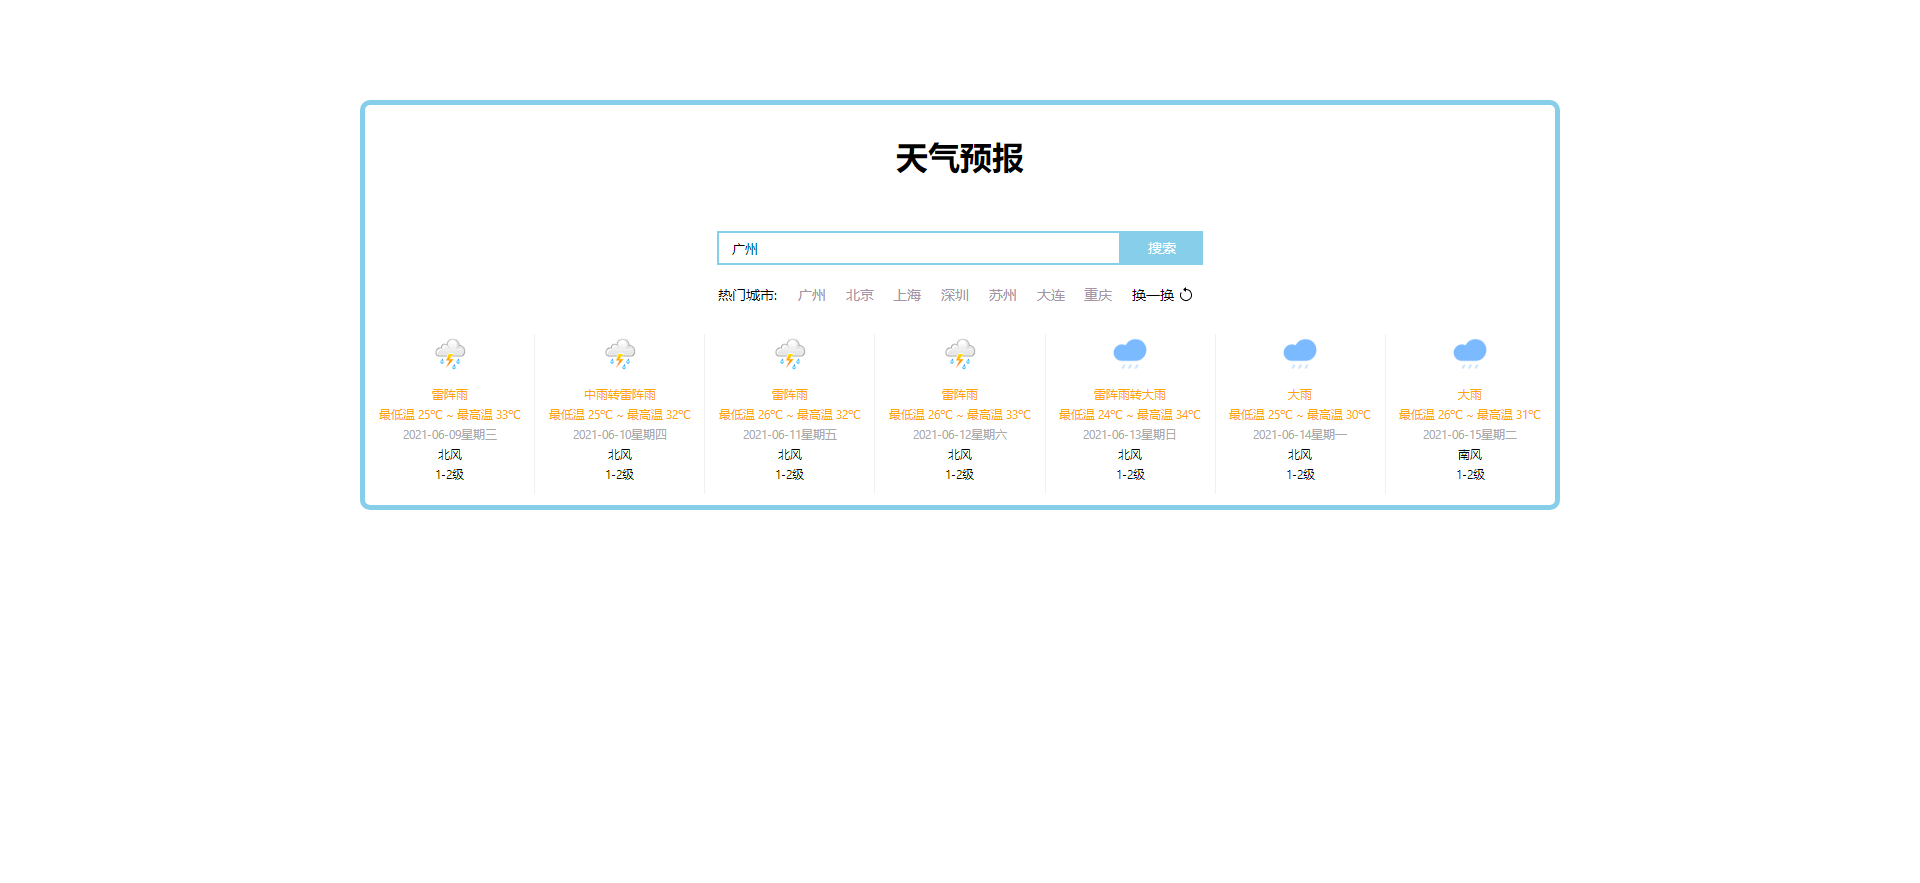 天气预报
广州
搜索
热门城市: 广州 北京 上海 深圳 苏州 大连 重庆 换一换
雷阵雨
最低温 25℃ ~ 最高温 33℃
2021-06-09星期三
北风
1-2级
中雨转雷阵雨
最低温 25℃ ~ 最高温 32℃
2021-06-10星期四
北风
1-2级
雷阵雨
最低温 26℃ ~ 最高温 32℃
2021-06-11星期五
北风
1-2级
雷阵雨
最低温 26℃ ~ 最高温 33℃
2021-06-12星期六
北风
1-2级
雷阵雨转大雨
最低温 24℃ ~ 最高温 34℃
2021-06-13星期日
北风
1-2级
大雨
最低温 25℃ ~ 最高温 30℃
2021-06-14星期一
北风
1-2级
大雨
最低温 26℃ ~ 最高温 31℃
2021-06-15星期二
南风
1-2级